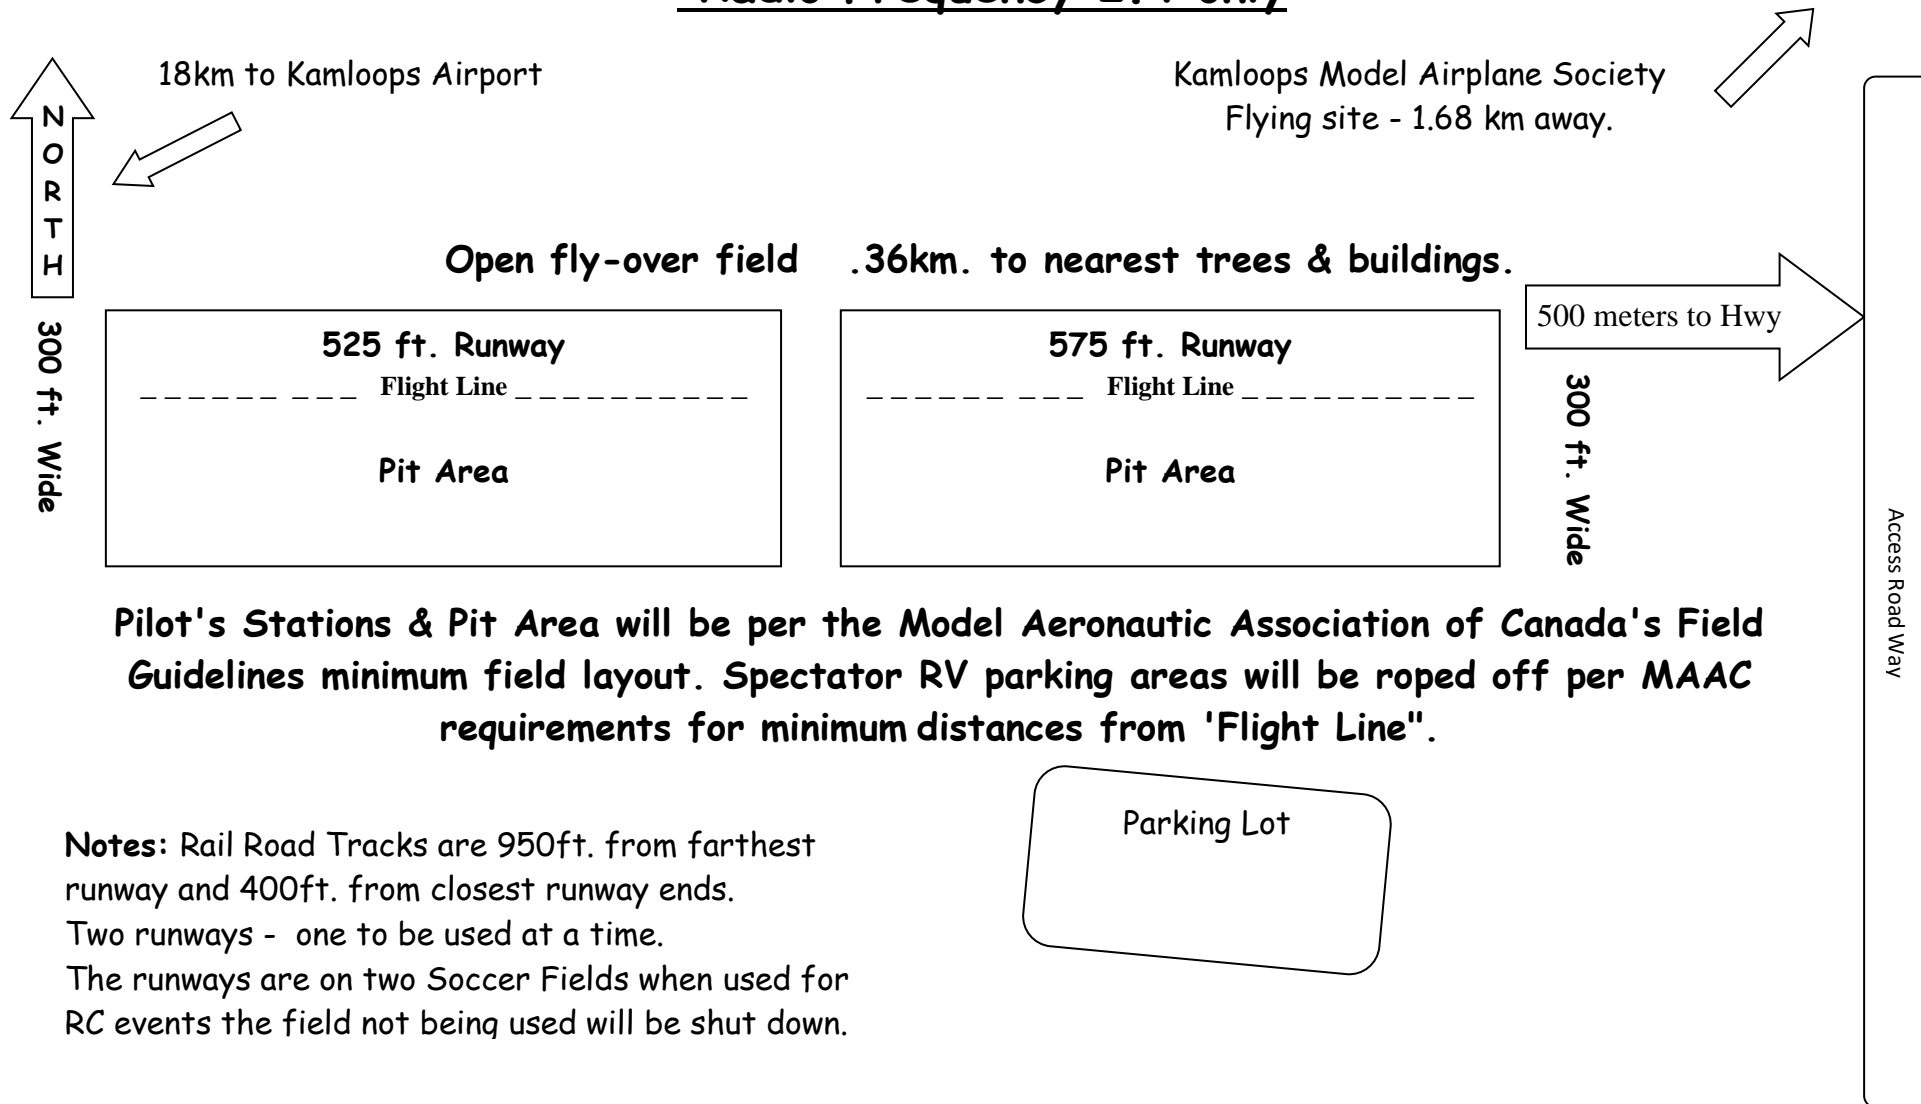 Radio Frequency 2.4 only
18km to Kamloops Airport
Kamloops Model Airplane Society
Flying site - 1.68 km away.
NORTH
Open fly-over field .36km. to nearest trees & buildings.
500 meters to Hwy
300 ft. Wide
525 ft. Runway
_ _ _ _ _ _ _ _ _ Flight Line _ _ _ _ _ _ _ _ _ _
Pit Area
575 ft. Runway
_ _ _ _ _ _ _ _ _ Flight Line _ _ _ _ _ _ _ _ _ _
Pit Area
300 ft. Wide
Access Road Way
Pilot's Stations & Pit Area will be per the Model Aeronautic Association of Canada's Field
Guidelines minimum field layout. Spectator RV parking areas will be roped off per MAAC
requirements for minimum distances from 'Flight Line".
Parking Lot
Notes: Rail Road Tracks are 950ft. from farthest
runway and 400ft. from closest runway ends.
Two runways - one to be used at a time.
The runways are on two Soccer Fields when used for
RC events the field not being used will be shut down.